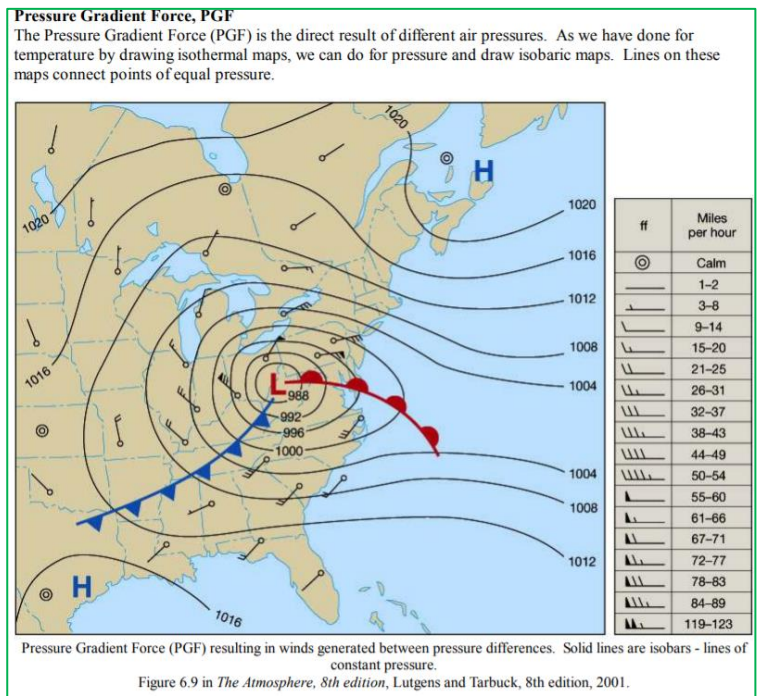 Pressure Gradient Force, PGF
The Pressure Gradient Force (PGF) is the direct result of different air pressures. As we have done for
temperature by drawing isothermal maps, we can do for pressure and draw isobaric maps. Lines on these
maps connect points of equal pressure.
1020
H
1020
1020
1016
1012
1008
1004
1016
L
988
992
996
1000
1004
1008
1012
H
1016
ff Miles per hour
Calm
1–2
3–8
9–14
15–20
21–25
26–31
32–37
38–43
44–49
50–54
55–60
61–66
67–71
72–77
78–83
84–89
119–123
Pressure Gradient Force (PGF) resulting in winds generated between pressure differences. Solid lines are isobars - lines of
constant pressure.
Figure 6.9 in The Atmosphere, 8th edition, Lutgens and Tarbuck, 8th edition, 2001.